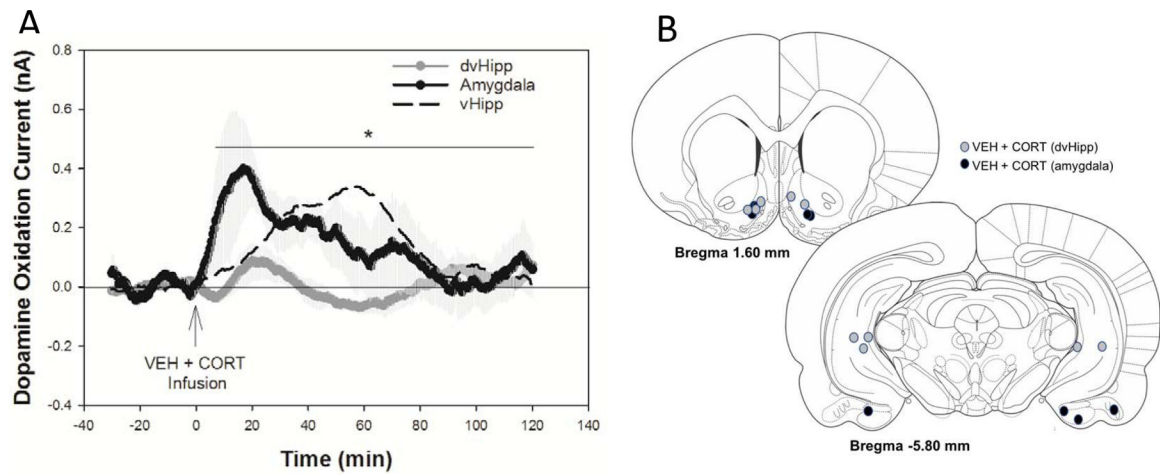 A
Dopamine Oxidation Current (nA)
0.8
0.6
0.4
0.2
0.0
-0.2
-0.4
dvHipp
Amygdala
vHipp
*
VEH + CORT
Infusion
-40 -20 0 20 40 60 80 100 120 140
Time (min)
B
VEH + CORT (dvHipp)
VEH + CORT (amygdala)
Bregma 1.60 mm
Bregma -5.80 mm